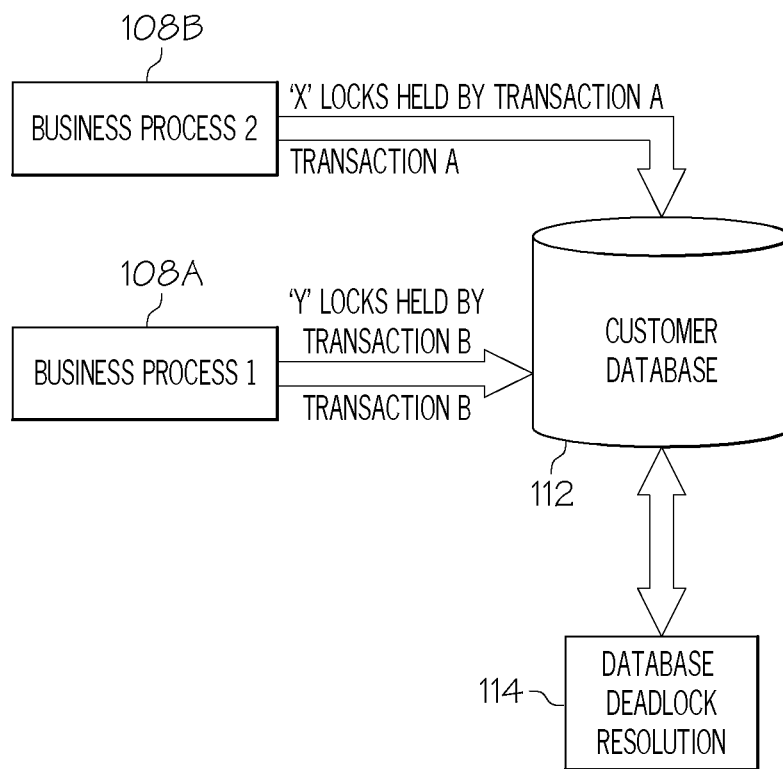 108B
BUSINESS PROCESS 2
'X' LOCKS HELD BY TRANSACTION A
TRANSACTION A
108A
BUSINESS PROCESS 1
'Y' LOCKS HELD BY
TRANSACTION B
TRANSACTION B
CUSTOMER
DATABASE
112
114
DATABASE
DEADLOCK
RESOLUTION